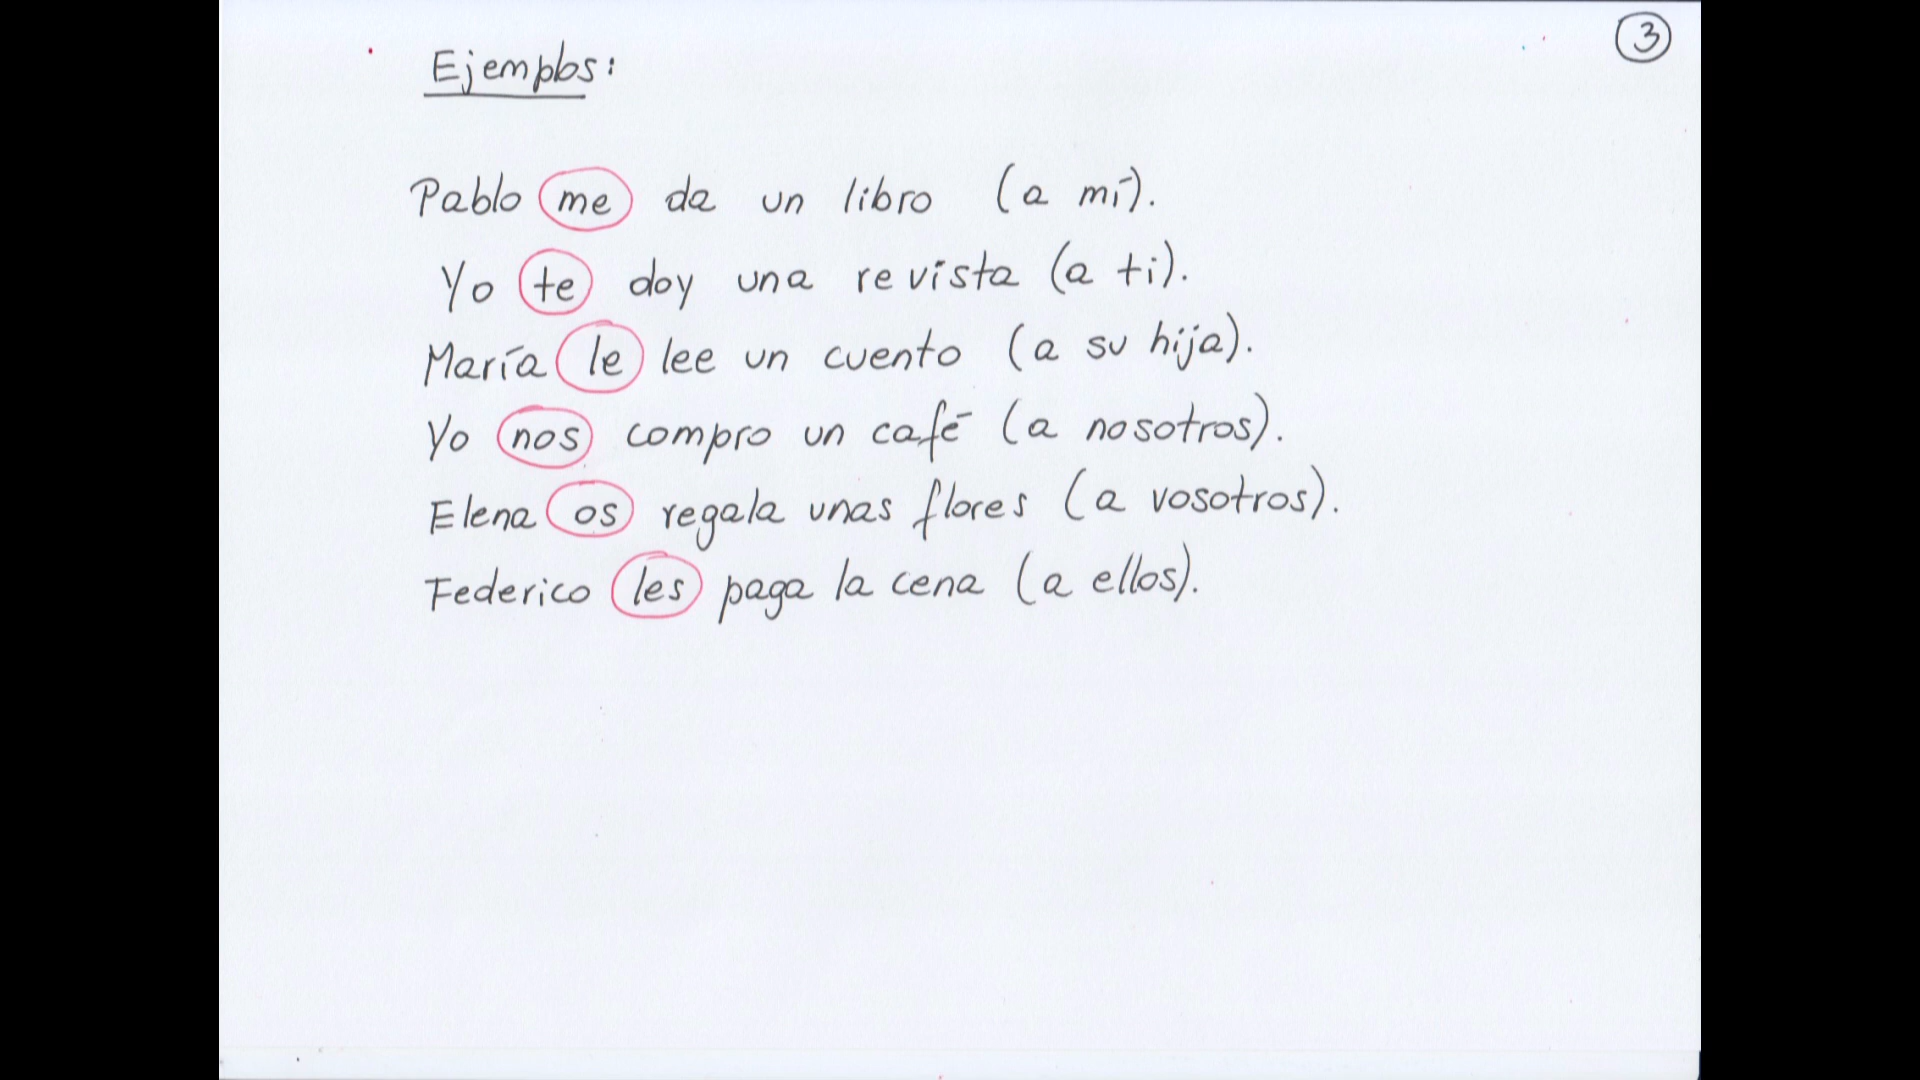 3
Ejemplos:
Pablo me da un libro (a mí).
Yo te doy una revista (a ti).
María le lee un cuento (a su hija).
Yo nos compro un café (a nosotros).
Elena os regala unas flores (a vosotros).
Federico les paga la cena (a ellos).